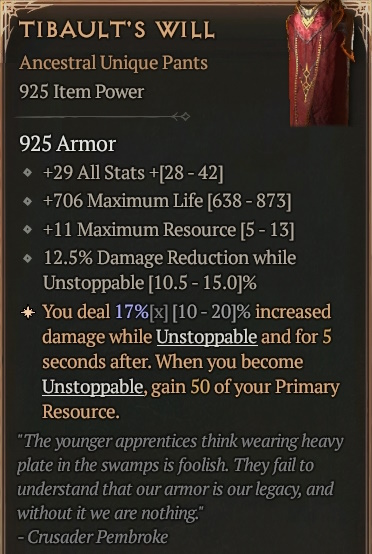 TIBAULT'S WILL
Ancestral Unique Pants
925 Item Power
925 Armor
+29 All Stats +[28 - 42]
+706 Maximum Life [638 - 873]
+11 Maximum Resource [5 - 13]
12.5% Damage Reduction while
Unstoppable [10.5 - 15.0]%
You deal 17%[x] [10 - 20]% increased
damage while Unstoppable and for 5
seconds after. When you become
Unstoppable, gain 50 of your Primary
Resource.
"The younger apprentices think wearing heavy
plate in the swamps is foolish. They fail to
understand that our armor is our legacy, and
without it we are nothing."
- Crusader Pembroke